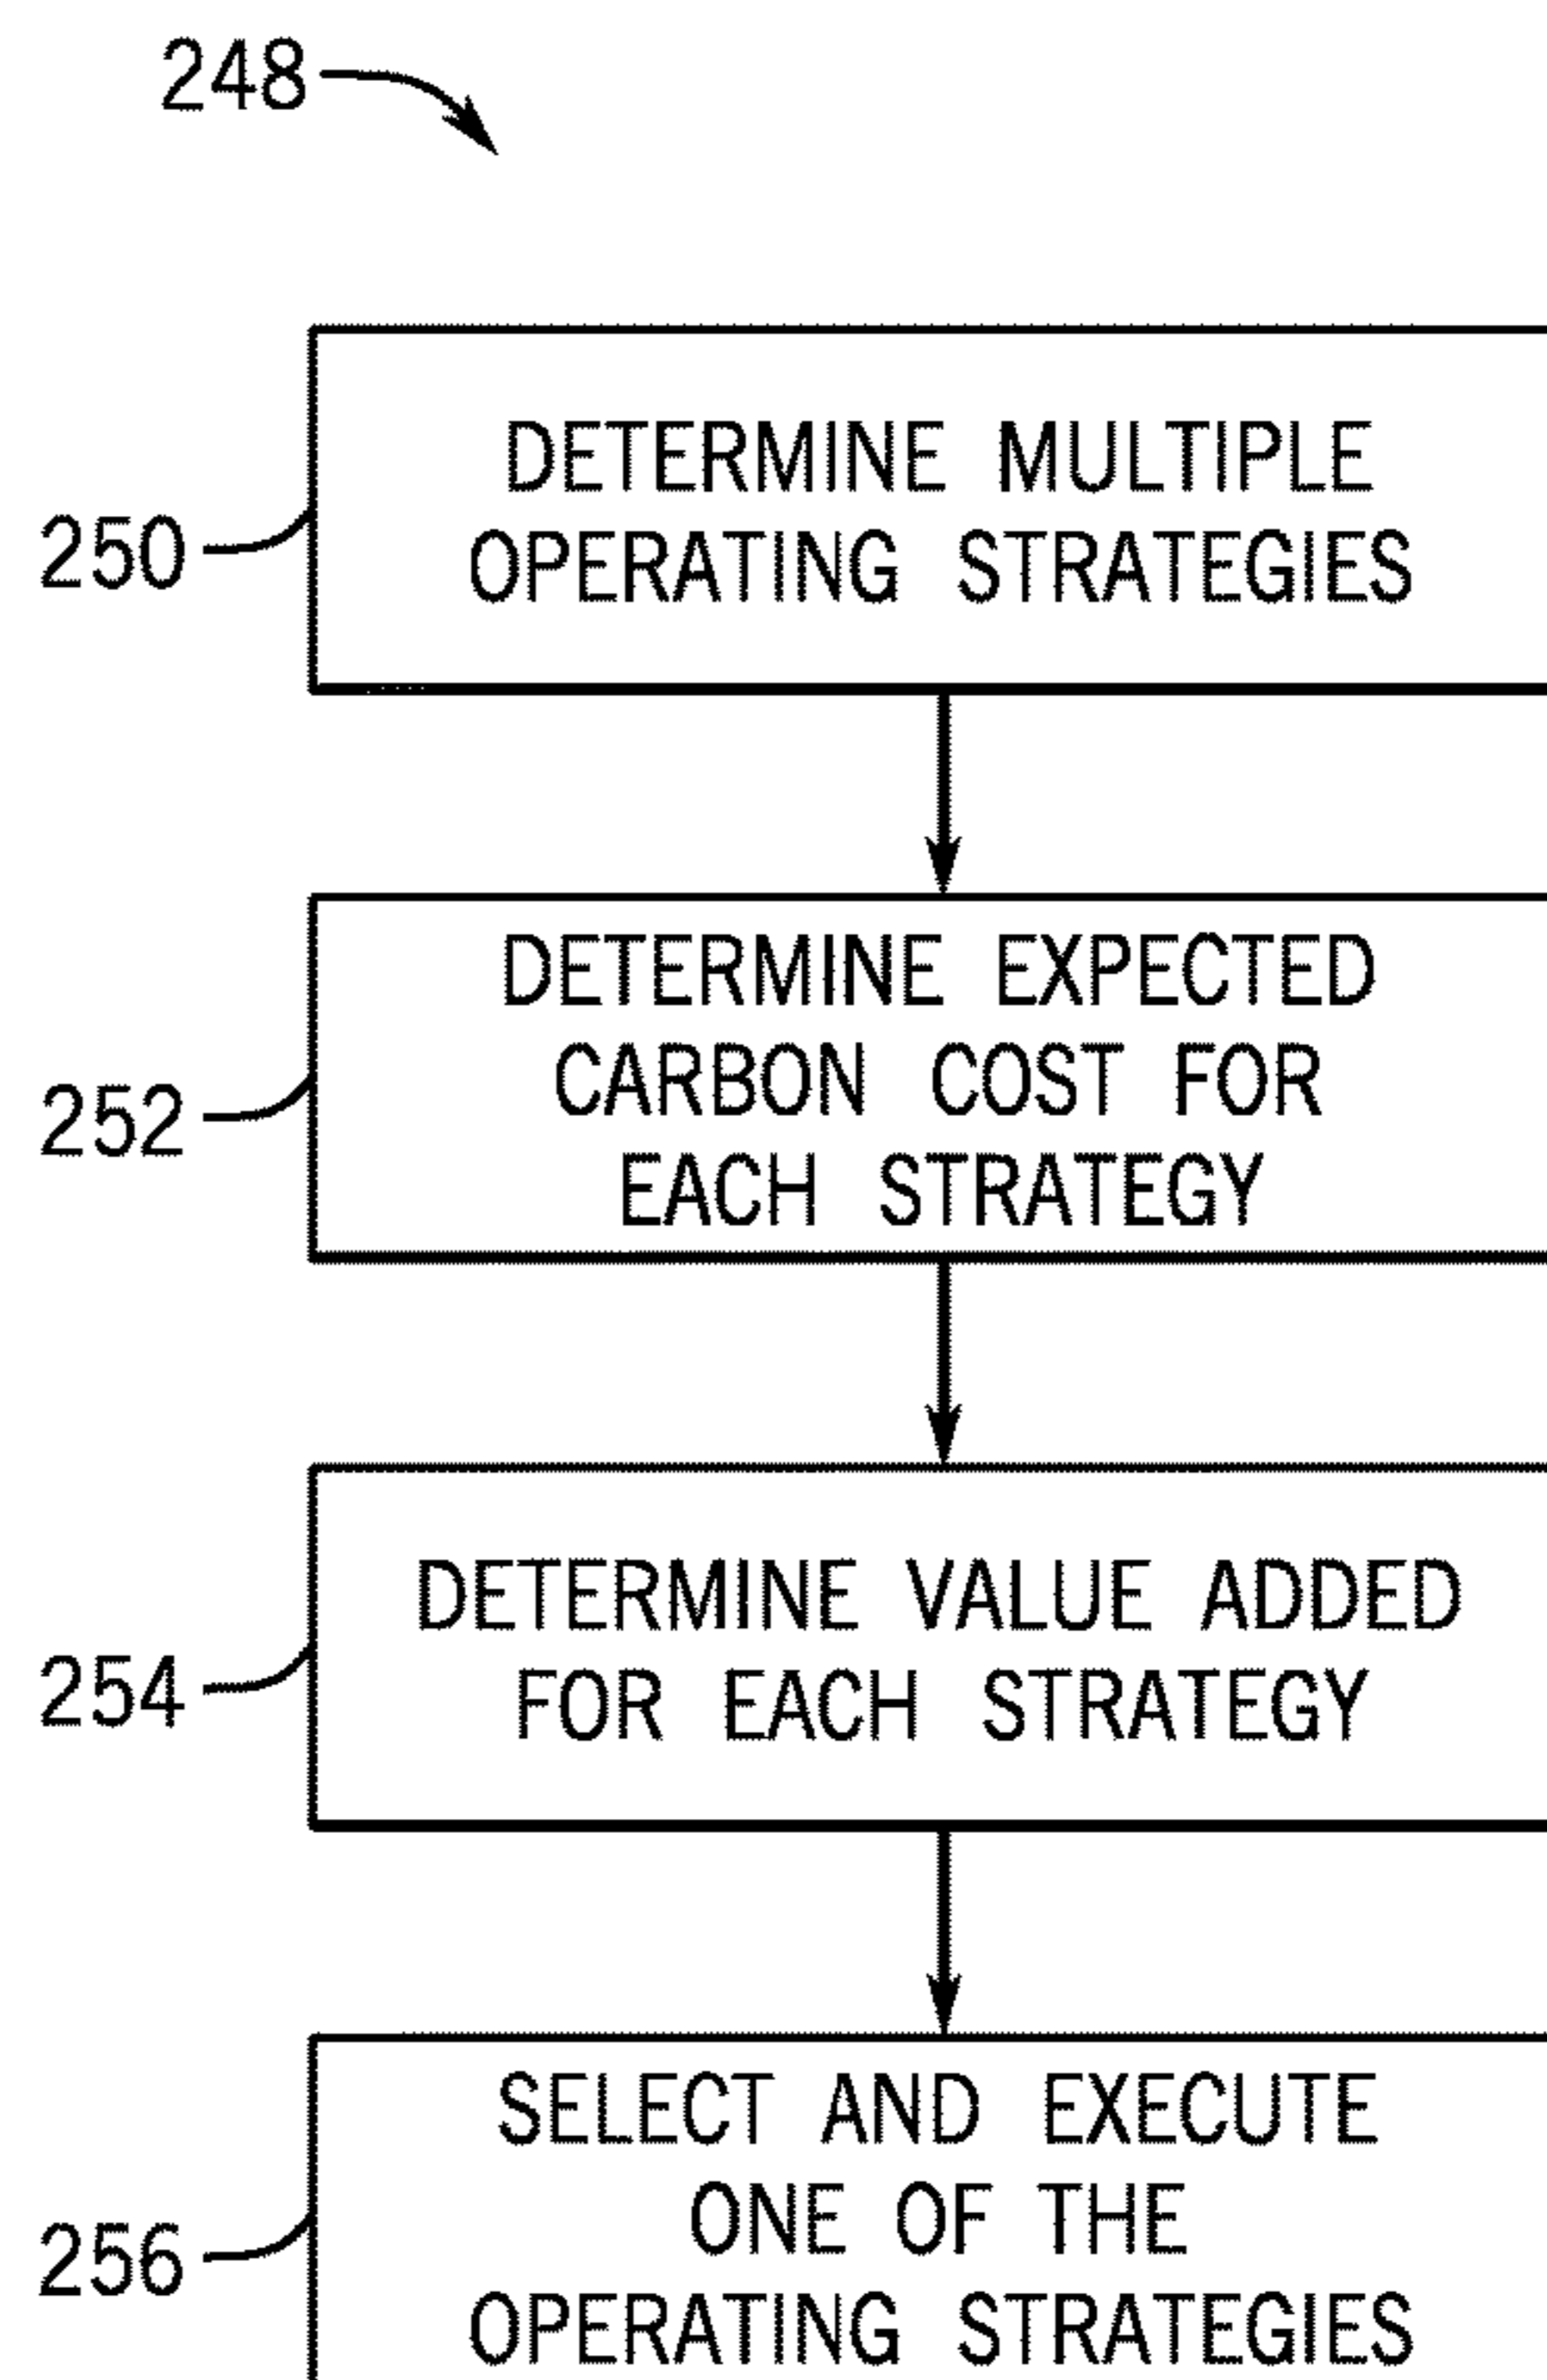 248
DETERMINE MULTIPLE
OPERATING STRATEGIES
250
DETERMINE EXPECTED
CARBON COST FOR
EACH STRATEGY
252
DETERMINE VALUE ADDED
FOR EACH STRATEGY
254
SELECT AND EXECUTE
ONE OF THE
OPERATING STRATEGIES
256